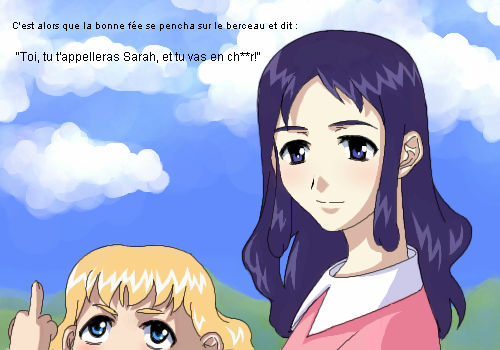 C'est alors que la bonne fée se pencha sur le berceau et dit :
"Toi, tu t'appelleras Sarah, et tu vas en ch**r!"